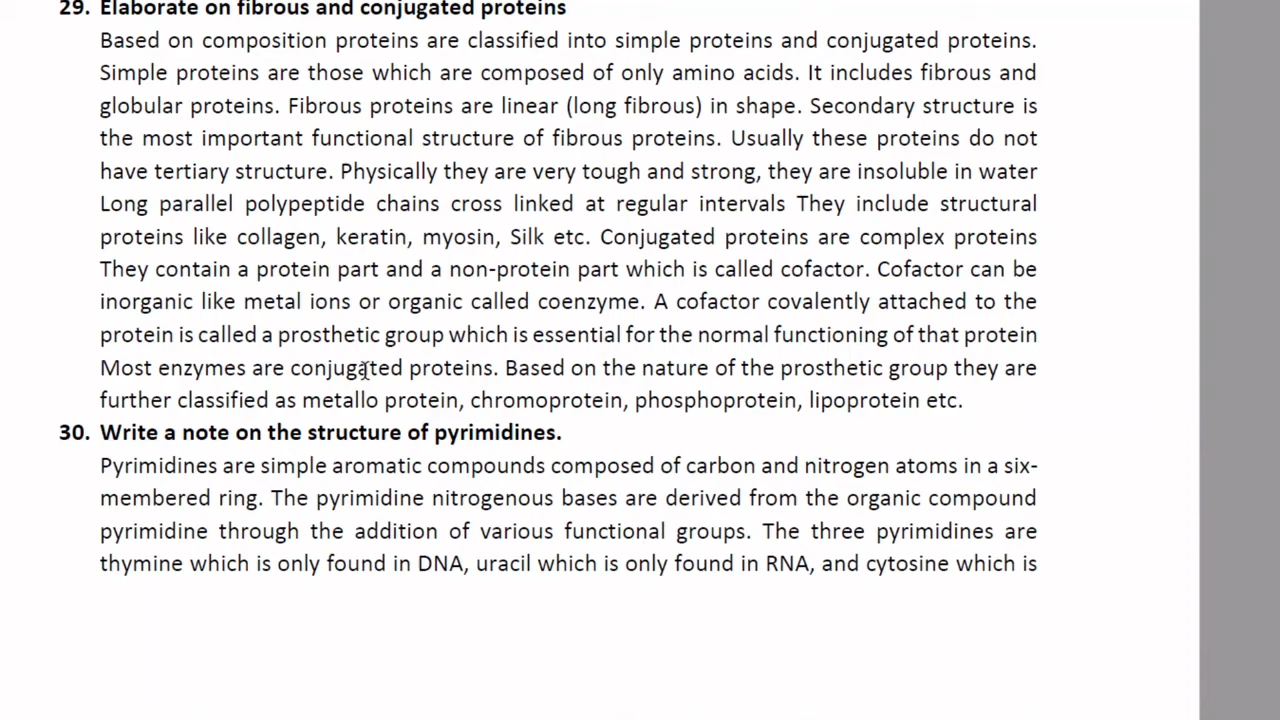 29. Elaborate on fibrous and conjugated proteins
Based on composition proteins are classified into simple proteins and conjugated proteins.
Simple proteins are those which are composed of only amino acids. It includes fibrous and
globular proteins. Fibrous proteins are linear (long fibrous) in shape. Secondary structure is
the most important functional structure of fibrous proteins. Usually these proteins do not
have tertiary structure. Physically they are very tough and strong, they are insoluble in water
Long parallel polypeptide chains cross linked at regular intervals They include structural
proteins like collagen, keratin, myosin, Silk etc. Conjugated proteins are complex proteins
They contain a protein part and a non-protein part which is called cofactor. Cofactor can be
inorganic like metal ions or organic called coenzyme. A cofactor covalently attached to the
protein is called a prosthetic group which is essential for the normal functioning of that protein
Most enzymes are conjugated proteins. Based on the nature of the prosthetic group they are
further classified as metallo protein, chromoprotein, phosphoprotein, lipoprotein etc.
30. Write a note on the structure of pyrimidines.
Pyrimidines are simple aromatic compounds composed of carbon and nitrogen atoms in a six-
membered ring. The pyrimidine nitrogenous bases are derived from the organic compound
pyrimidine through the addition of various functional groups. The three pyrimidines are
thymine which is only found in DNA, uracil which is only found in RNA, and cytosine which is